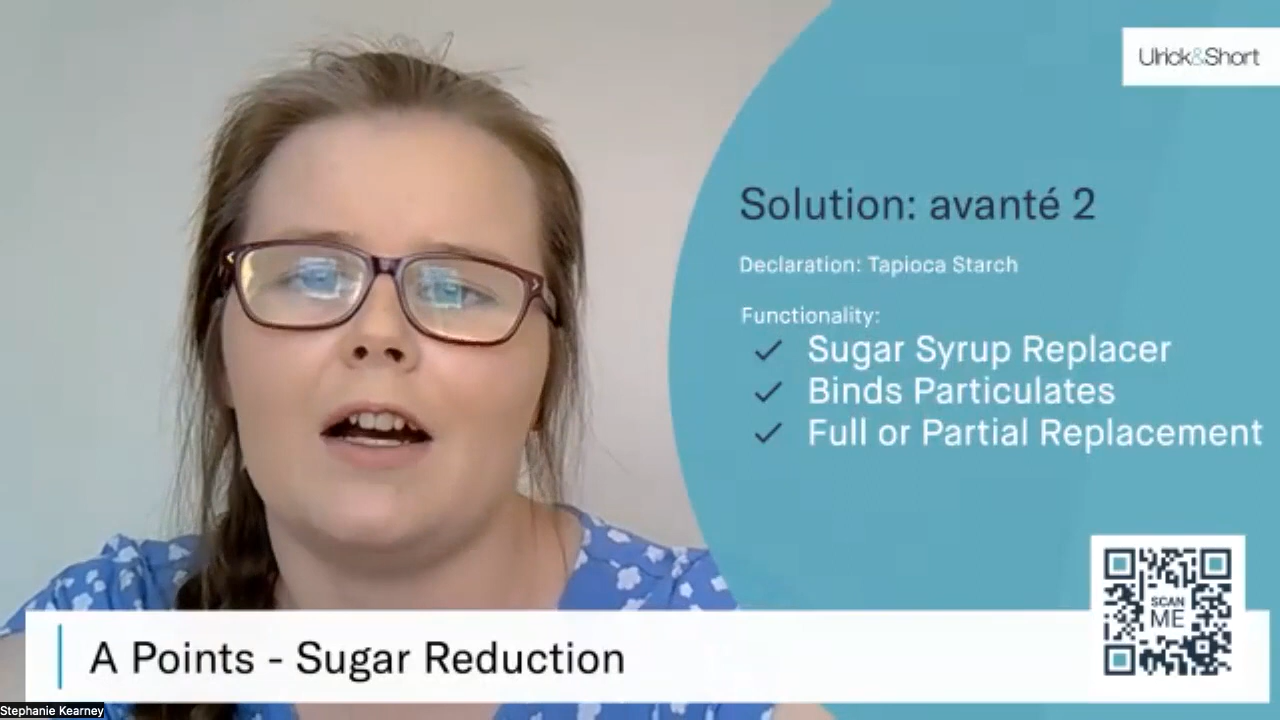 Ulrick&Short
Solution: avanté 2
Declaration: Tapioca Starch
Functionality:
Sugar Syrup Replacer
Binds Particulates
Full or Partial Replacement
SCAN
ME
A Points - Sugar Reduction
Stephanie Kearney